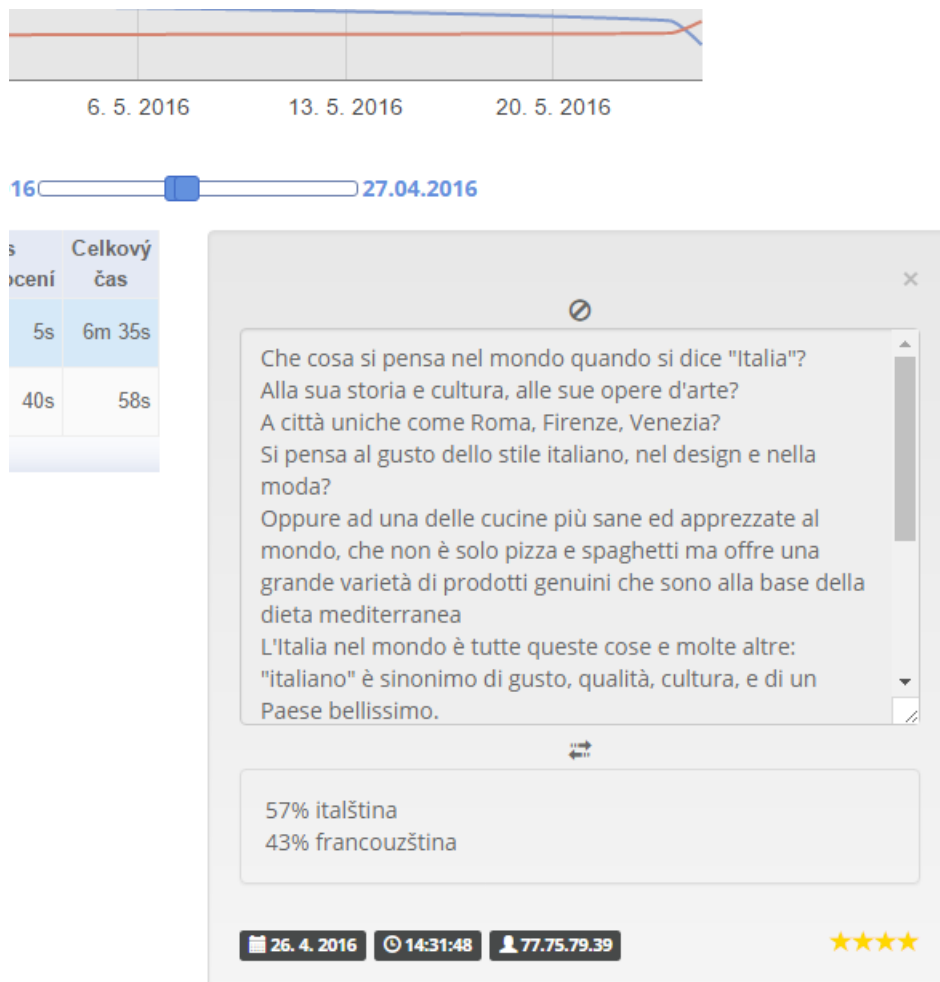 6. 5. 2016 13. 5. 2016 20. 5. 2016
16 27.04.2016
Celkový
čas
5s 6m 35s
40s 58s
×
Che cosa si pensa nel mondo quando si dice "Italia"?
Alla sua storia e cultura, alle sue opere d'arte?
A città uniche come Roma, Firenze, Venezia?
Si pensa al gusto dello stile italiano, nel design e nella
moda?
Oppure ad una delle cucine più sane ed apprezzate al
mondo, che non è solo pizza e spaghetti ma offre una
grande varietà di prodotti genuini che sono alla base della
dieta mediterranea
L'Italia nel mondo è tutte queste cose e molte altre:
"italiano" è sinonimo di gusto, qualità, cultura, e di un
Paese bellissimo.
57% italština
43% francouzština
26. 4. 2016 14:31:48 77.75.79.39